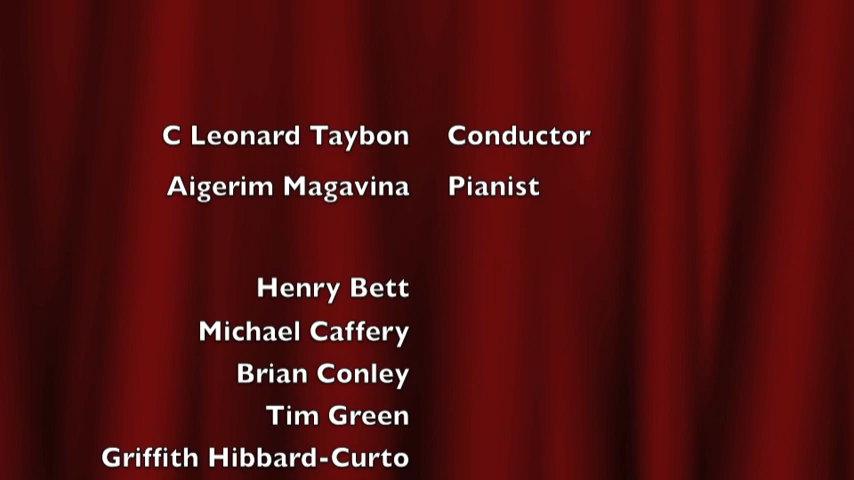 C Leonard Taybon Conductor
Aigerim Magavina Pianist
Henry Bett
Michael Caffery
Brian Conley
Tim Green
Griffith Hibbard-Curto